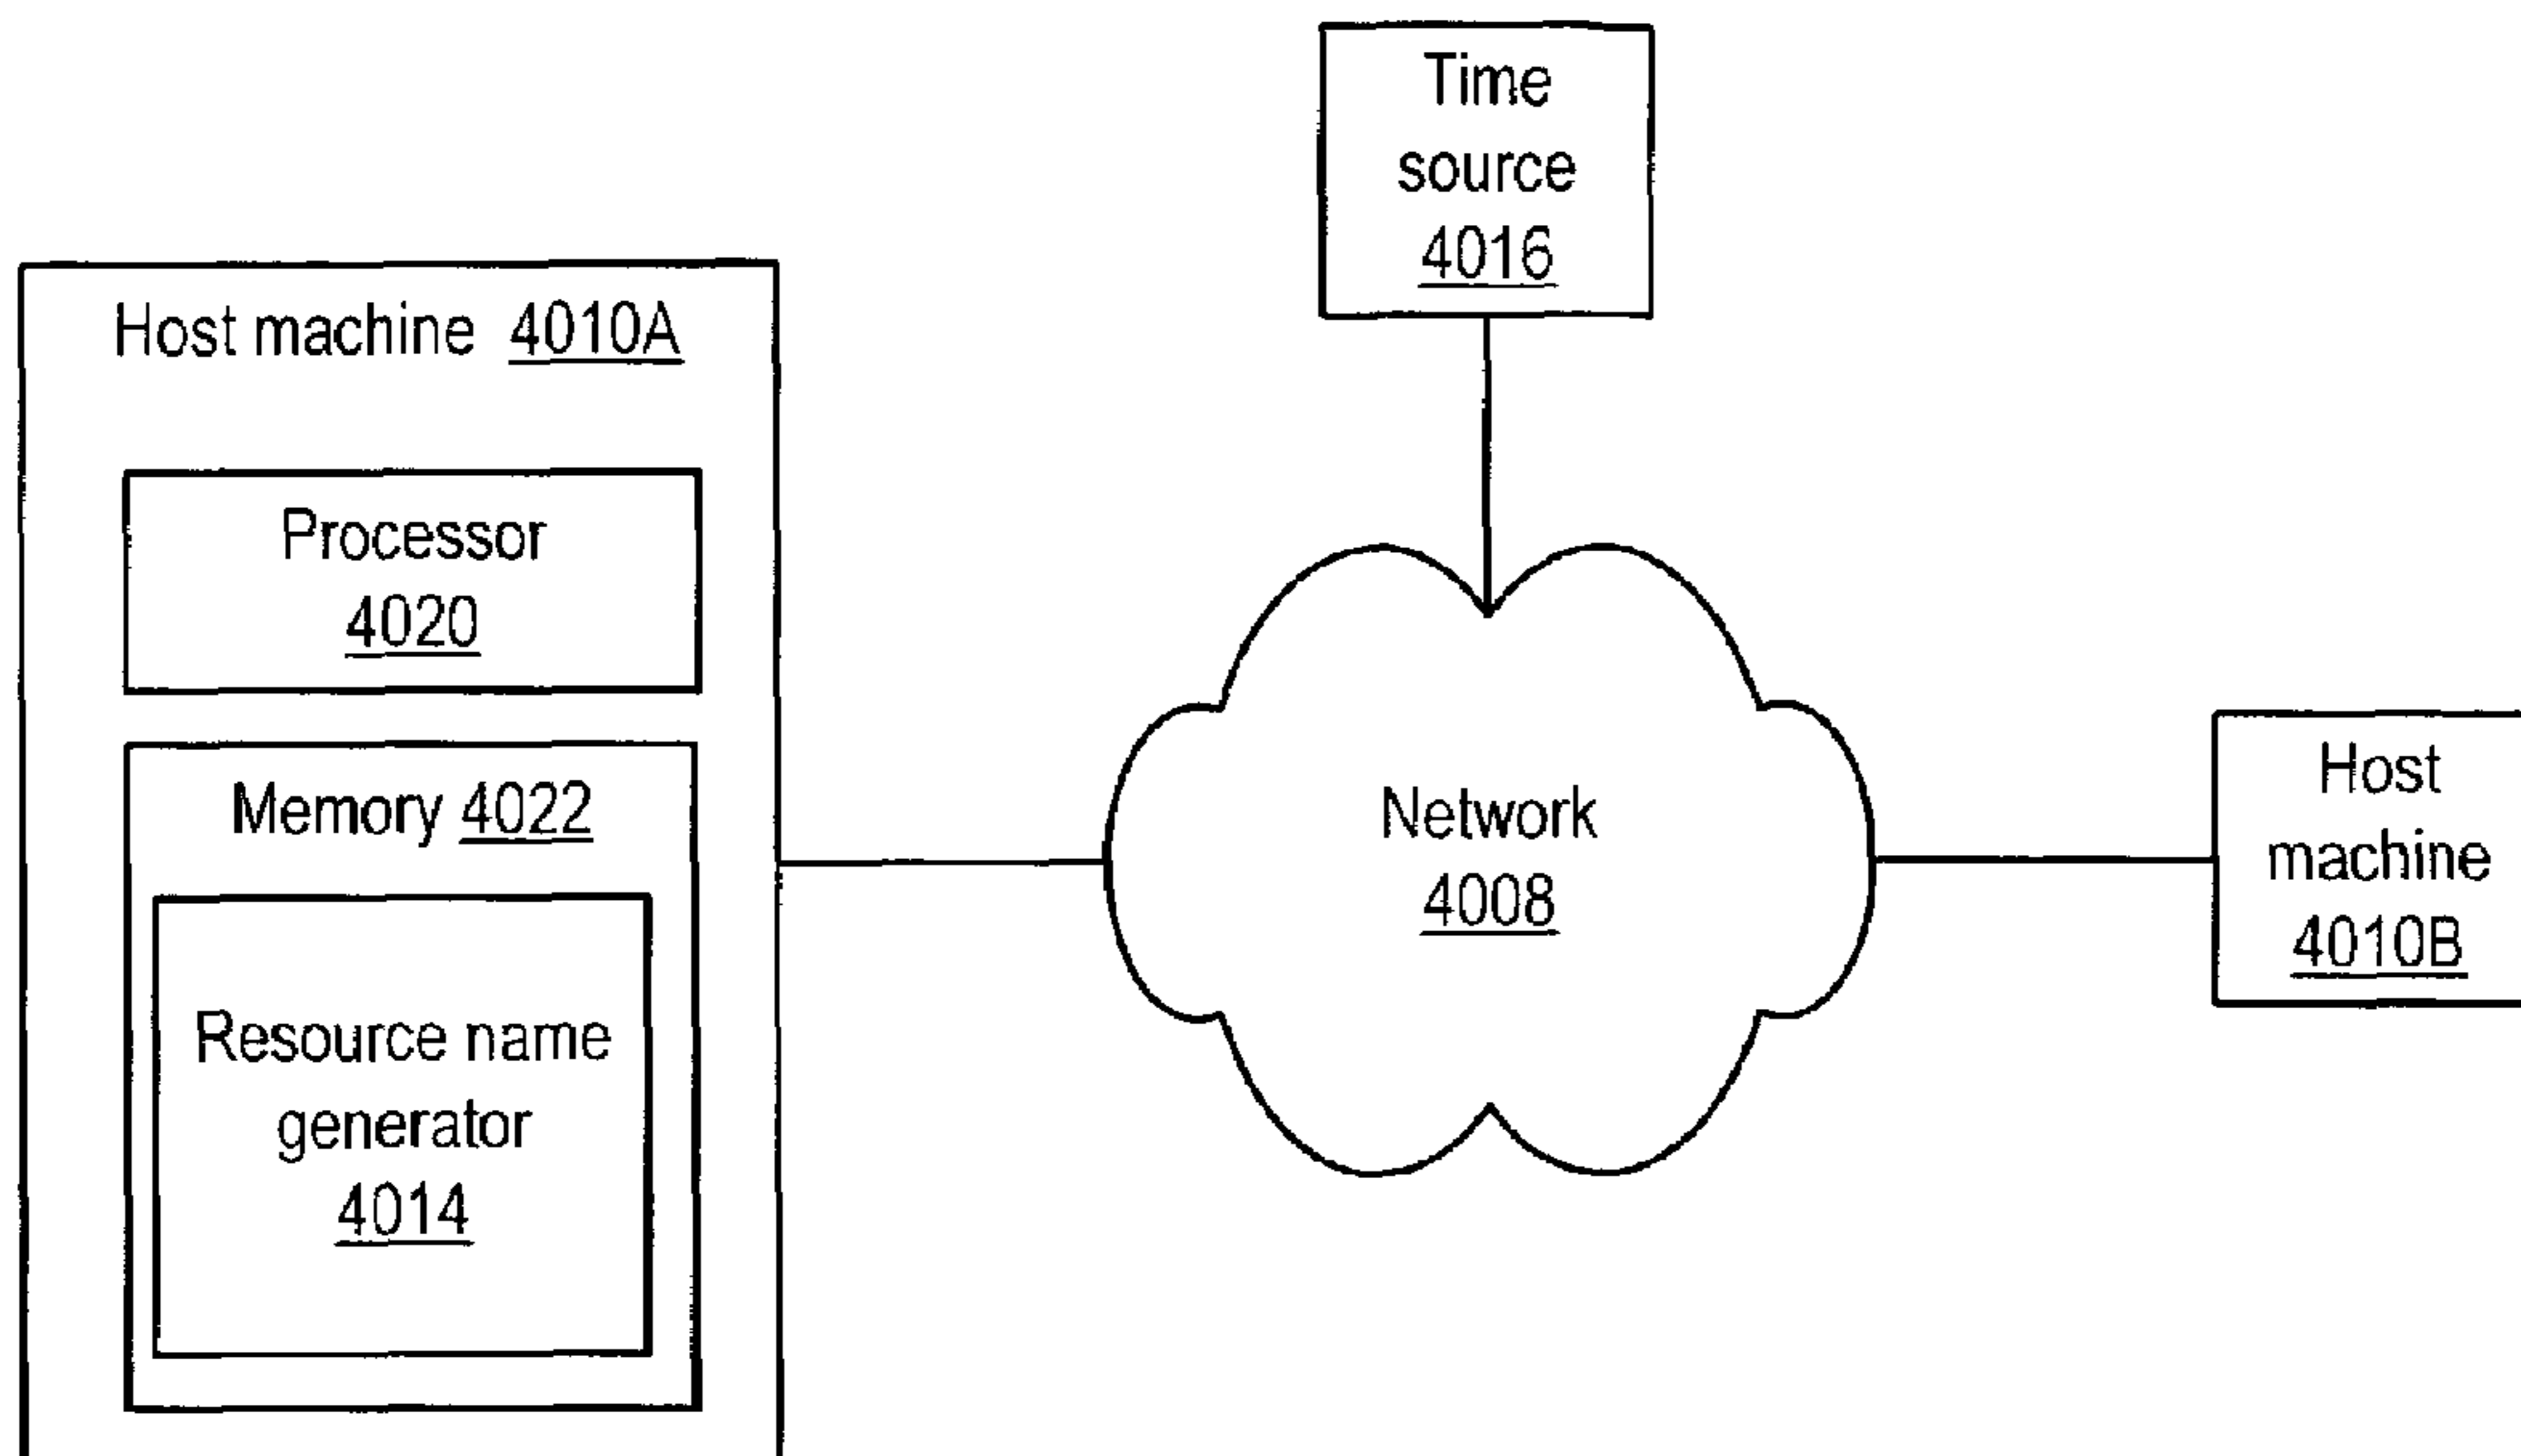 Time
source
4016
Host machine 4010A
Processor
4020
Memory 4022
Resource name
generator
4014
Network
4008
Host
machine
4010B